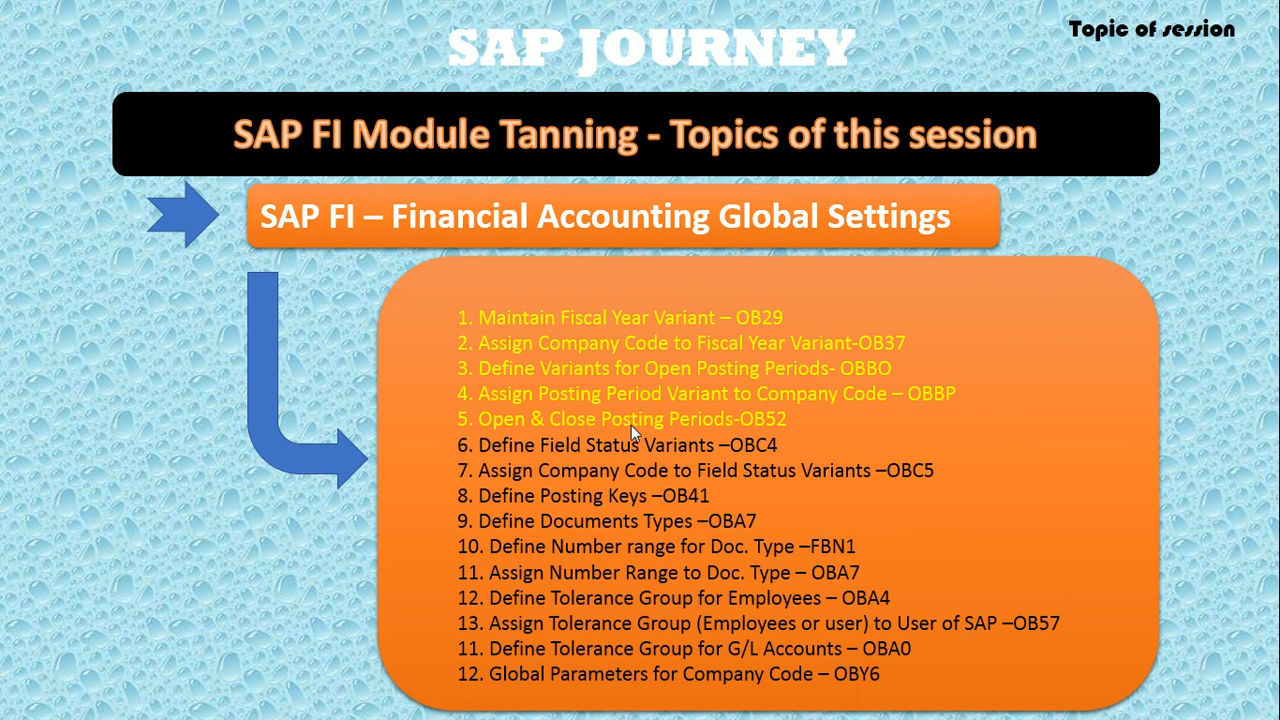 Topic of session
SAP JOURNEY
SAP FI Module Tanning - Topics of this session
SAP FI – Financial Accounting Global Settings
1. Maintain Fiscal Year Variant – OB29
2. Assign Company Code to Fiscal Year Variant-OB37
3. Define Variants for Open Posting Periods- OBBO
4. Assign Posting Period Variant to Company Code – OBBP
5. Open & Close Posting Periods-OB52
6. Define Field Status Variants –OBC4
7. Assign Company Code to Field Status Variants –OBC5
8. Define Posting Keys –OB41
9. Define Documents Types –OBA7
10. Define Number range for Doc. Type –FBN1
11. Assign Number Range to Doc. Type – OBA7
12. Define Tolerance Group for Employees – OBA4
13. Assign Tolerance Group (Employees or user) to User of SAP –OB57
11. Define Tolerance Group for G/L Accounts – OBA0
12. Global Parameters for Company Code – OBY6